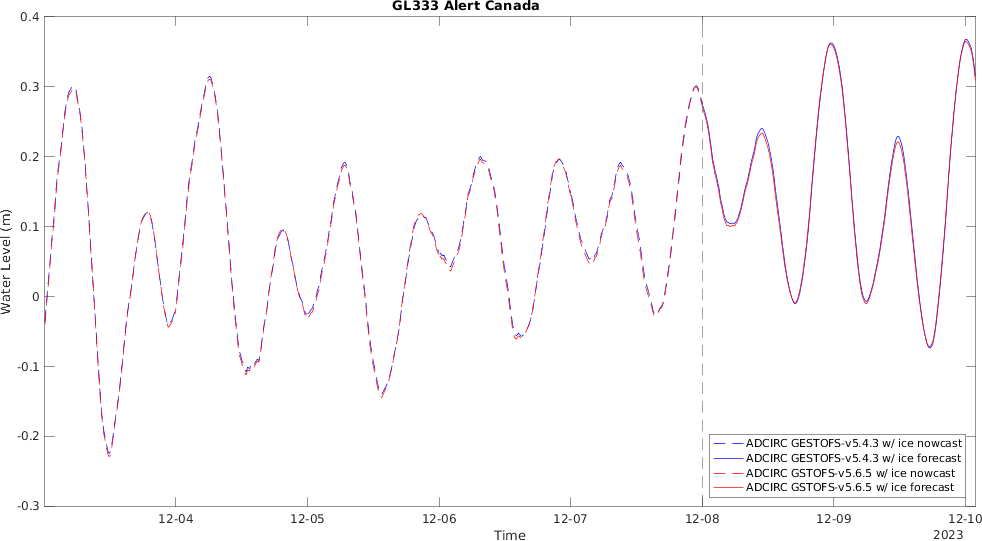 GL333 Alert Canada
0.4
0.3
0.2
0.1
0
-0.1
-0.2
-0.3
Water Level (m)
ADCIRC GESTOFS-v5.4.3 w/ ice nowcast
ADCIRC GESTOFS-v5.4.3 w/ ice forecast
ADCIRC GSTOFS-v5.6.5 w/ ice nowcast
ADCIRC GSTOFS-v5.6.5 w/ ice forecast
12-04 12-05 12-06 12-07 12-08 12-09 12-10
Time
2023